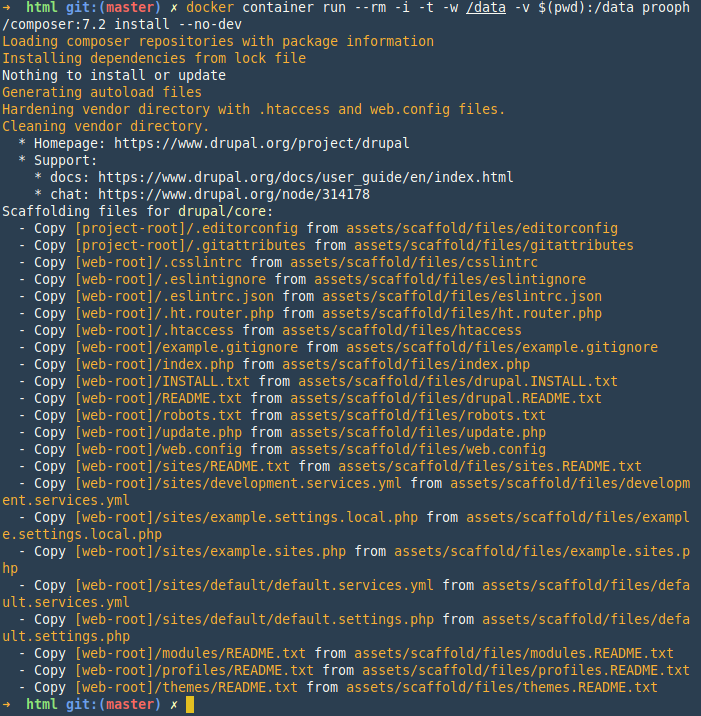 ➜  html git:(master) ✗ docker container run --rm -i -t -w /data -v $(pwd):/data prooph
/composer:7.2 install --no-dev
Loading composer repositories with package information
Installing dependencies from lock file
Nothing to install or update
Generating autoload files
Hardening vendor directory with .htaccess and web.config files.
Cleaning vendor directory.
  * Homepage: https://www.drupal.org/project/drupal
  * Support:
    * docs: https://www.drupal.org/docs/user_guide/en/index.html
    * chat: https://www.drupal.org/node/314178
Scaffolding files for drupal/core:
  - Copy [project-root]/.editorconfig from assets/scaffold/files/editorconfig
  - Copy [project-root]/.gitattributes from assets/scaffold/files/gitattributes
  - Copy [web-root]/.csslintrc from assets/scaffold/files/csslintrc
  - Copy [web-root]/.eslintignore from assets/scaffold/files/eslintignore
  - Copy [web-root]/.eslintrc.json from assets/scaffold/files/eslintrc.json
  - Copy [web-root]/.ht.router.php from assets/scaffold/files/ht.router.php
  - Copy [web-root]/.htaccess from assets/scaffold/files/htaccess
  - Copy [web-root]/example.gitignore from assets/scaffold/files/example.gitignore
  - Copy [web-root]/index.php from assets/scaffold/files/index.php
  - Copy [web-root]/INSTALL.txt from assets/scaffold/files/drupal.INSTALL.txt
  - Copy [web-root]/README.txt from assets/scaffold/files/drupal.README.txt
  - Copy [web-root]/robots.txt from assets/scaffold/files/robots.txt
  - Copy [web-root]/update.php from assets/scaffold/files/update.php
  - Copy [web-root]/web.config from assets/scaffold/files/web.config
  - Copy [web-root]/sites/README.txt from assets/scaffold/files/sites.README.txt
  - Copy [web-root]/sites/development.services.yml from assets/scaffold/files/developm
ent.services.yml
  - Copy [web-root]/sites/example.settings.local.php from assets/scaffold/files/exampl
e.settings.local.php
  - Copy [web-root]/sites/example.sites.php from assets/scaffold/files/example.sites.p
hp
  - Copy [web-root]/sites/default/default.services.yml from assets/scaffold/files/defa
ult.services.yml
  - Copy [web-root]/sites/default/default.settings.php from assets/scaffold/files/defa
ult.settings.php
  - Copy [web-root]/modules/README.txt from assets/scaffold/files/modules.README.txt
  - Copy [web-root]/profiles/README.txt from assets/scaffold/files/profiles.README.txt
  - Copy [web-root]/themes/README.txt from assets/scaffold/files/themes.README.txt
➜  html git:(master) ✗